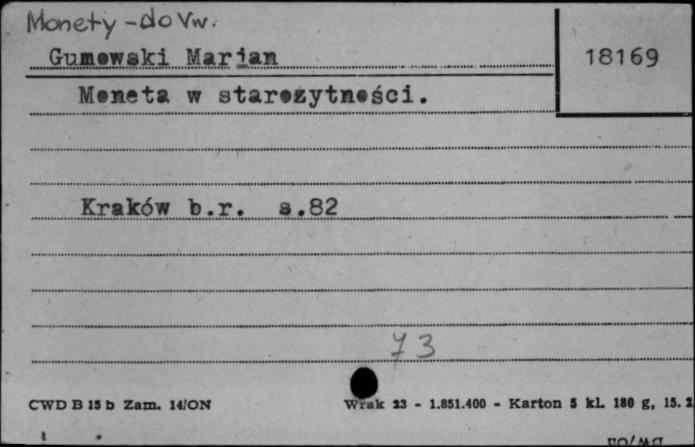 Monety - do V w.
Gumowski Marian
18169
Moneta w starożytności.
Kraków b.r. s.82
73
CWD B 15 b Zam. 14/ON
Wrak 23 - 1.851.400 - Karton 5 kl. 180 g, 15. 2